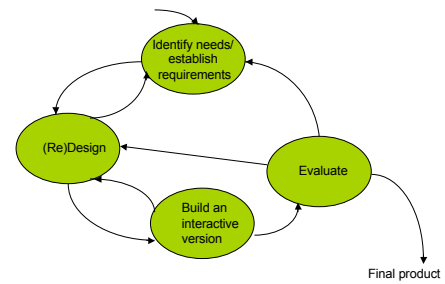 Identify needs/
establish
requirements
(Re)Design
Evaluate
Build an
interactive
version
Final product